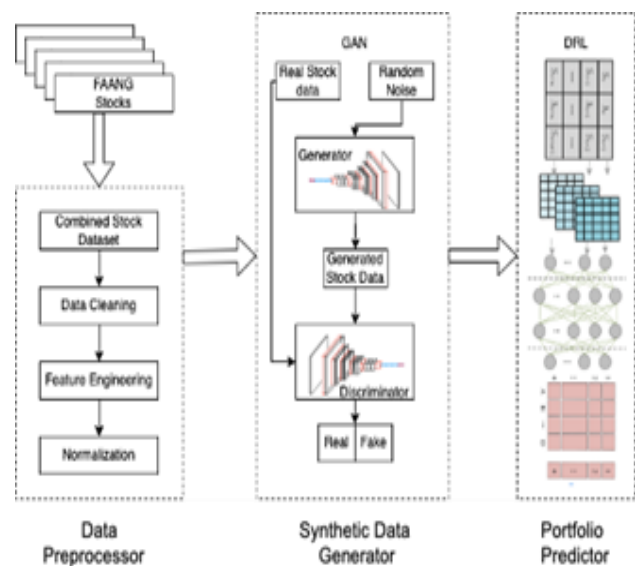 FAANG
Stocks
Combined Stock
Dataset
Data Cleaning
Feature Engineering
Normalization
Data
Preprocessor
GAN
Real Stock
data
Random
Noise
Generator
Generated
Stock Data
Discriminator
Real Fake
Synthetic Data
Generator
DRL
Portfolio
Predictor